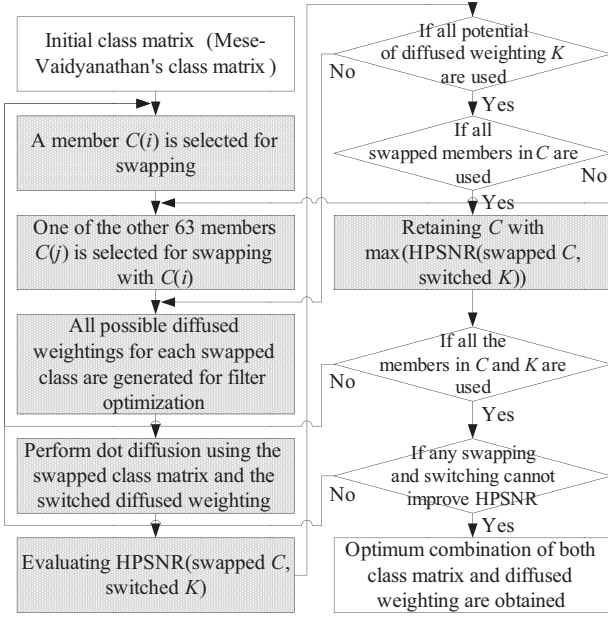 Initial class matrix (Mese-
Vaidyanathan's class matrix)
A member C(i) is selected for
swapping
One of the other 63 members
C(j) is selected for swapping
with C(i)
All possible diffused
weightings for each swapped
class are generated for filter
optimization
Perform dot diffusion using the
swapped class matrix and the
switched diffused weighting
Evaluating HPSNR(swapped C,
switched K)
If all potential
of diffused weighting K
are used
No
Yes
If all
swapped members in C are
used
No
Yes
Retaining C with
max(HPSNR(swapped C,
switched K))
If all the
members in C and K are
used
No
Yes
If any swapping
and switching cannot
improve HPSNR
No
Yes
Optimum combination of both
class matrix and diffused
weighting are obtained